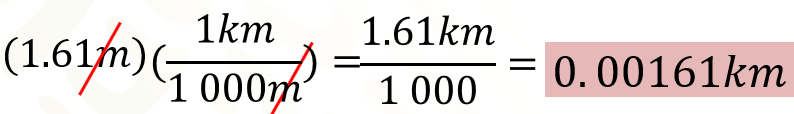 (1.61m)(1km/1 000m) = 1.61km/1 000 = 0.00161km